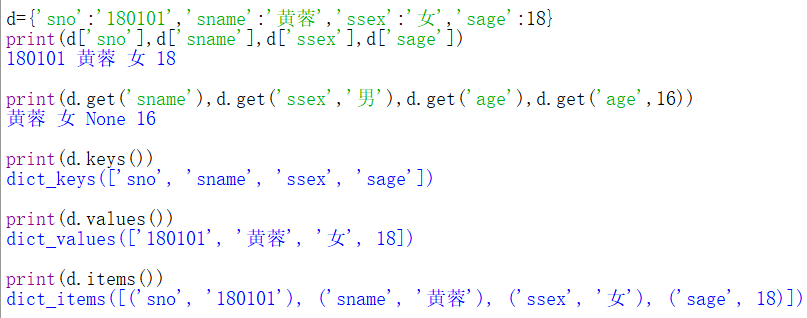 d={'sno':'180101','sname':'黄蓉','ssex':'女','sage':18}
print(d['sno'],d['sname'],d['ssex'],d['sage'])
180101 黄蓉 女 18
print(d.get('sname'),d.get('ssex','男'),d.get('age'),d.get('age',16))
黄蓉 女 None 16
print(d.keys())
dict_keys(['sno', 'sname', 'ssex', 'sage'])
print(d.values())
dict_values(['180101', '黄蓉', '女', 18])
print(d.items())
dict_items([('sno', '180101'), ('sname', '黄蓉'), ('ssex', '女'), ('sage', 18)])